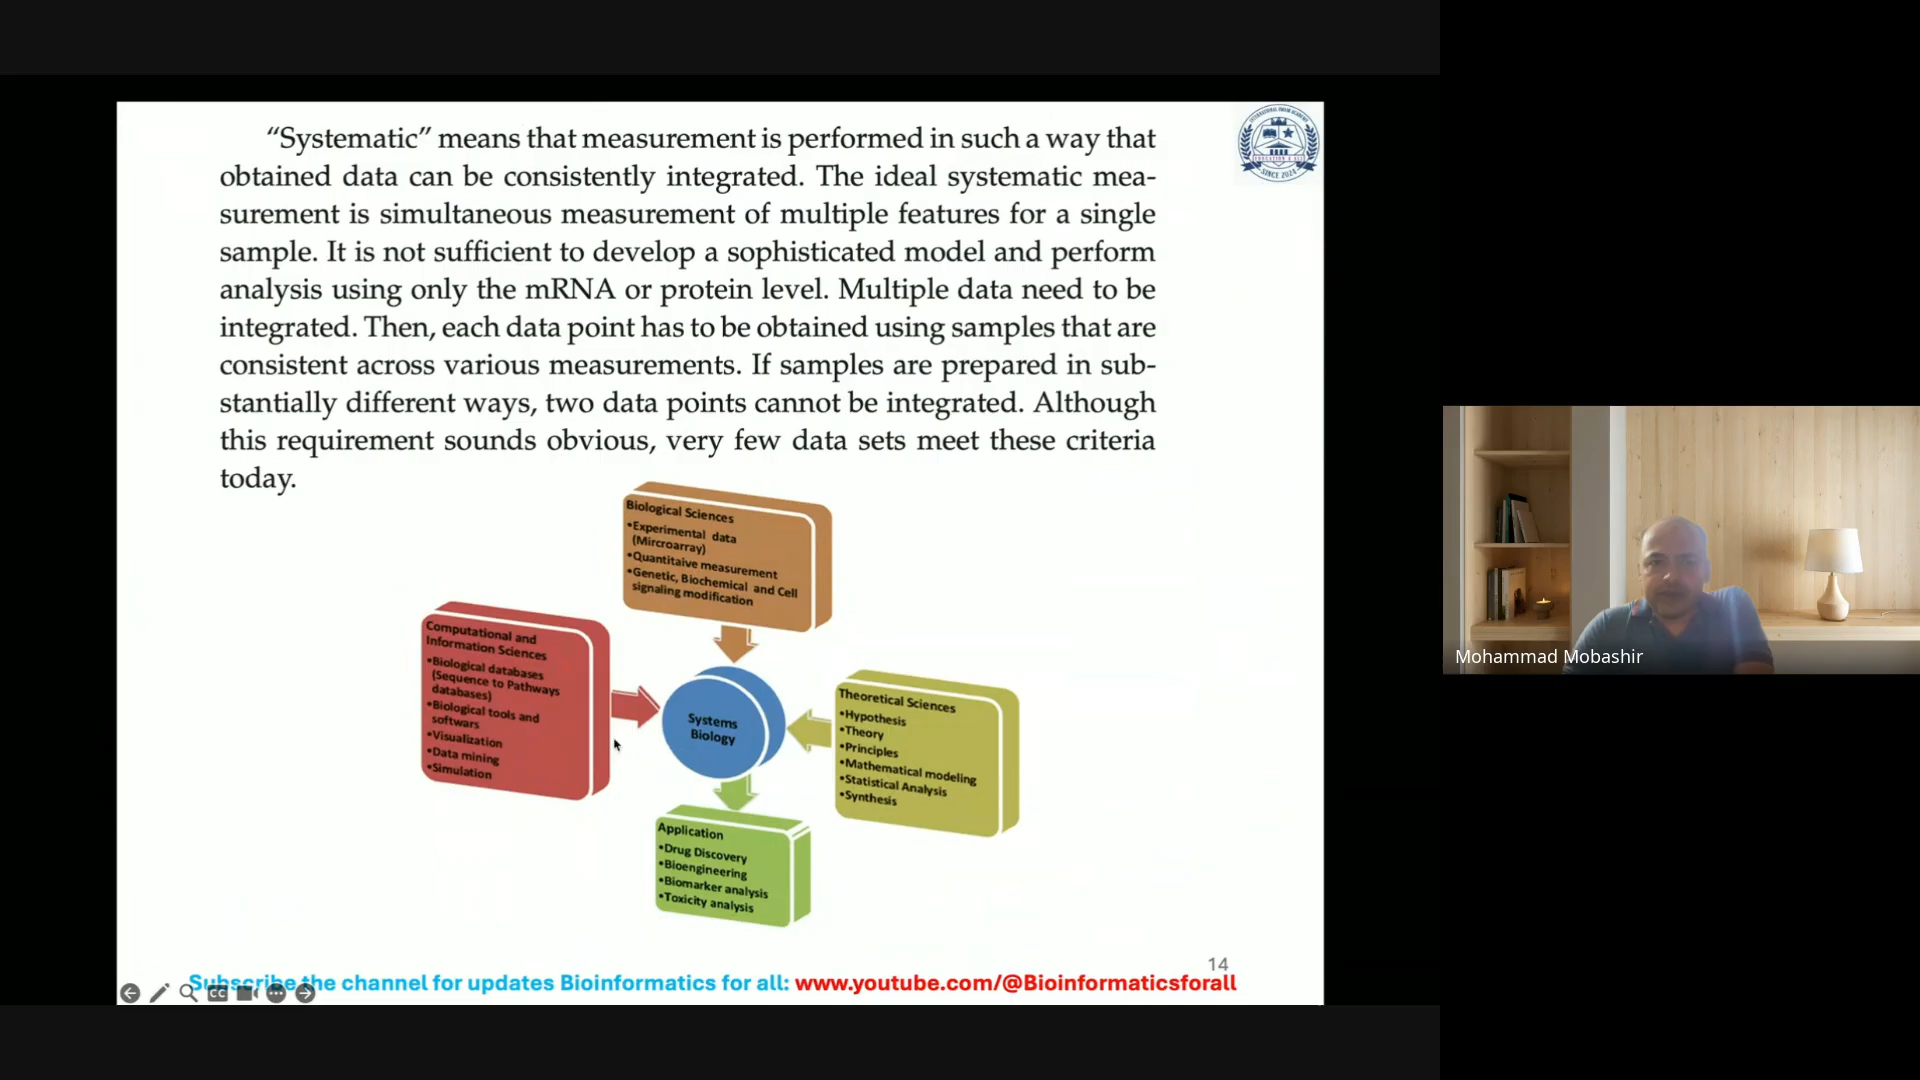 “Systematic” means that measurement is performed in such a way that
obtained data can be consistently integrated. The ideal systematic mea-
surement is simultaneous measurement of multiple features for a single
sample. It is not sufficient to develop a sophisticated model and perform
analysis using only the mRNA or protein level. Multiple data need to be
integrated. Then, each data point has to be obtained using samples that are
consistent across various measurements. If samples are prepared in sub-
stantially different ways, two data points cannot be integrated. Although
this requirement sounds obvious, very few data sets meet these criteria
today.
Biological Sciences
•Experimental data
(Mircroarray)
•Quantitaive measurement
•Genetic, Biochemical and Cell
signaling modification
Computational and
Information Sciences
•Biological databases
(Sequence to Pathways
databases)
•Biological tools and
softwars
•Visualization
•Data mining
•Simulation
Systems
Biology
Theoretical Sciences
•Hypothesis
•Theory
•Principles
•Mathematical modeling
•Statistical Analysis
•Synthesis
Application
•Drug Discovery
•Bioengineering
•Biomarker analysis
•Toxicity analysis
14
Subscribe the channel for updates Bioinformatics for all: www.youtube.com/@Bioinformaticsforall
CC
Mohammad Mobashir
SINCE 2024